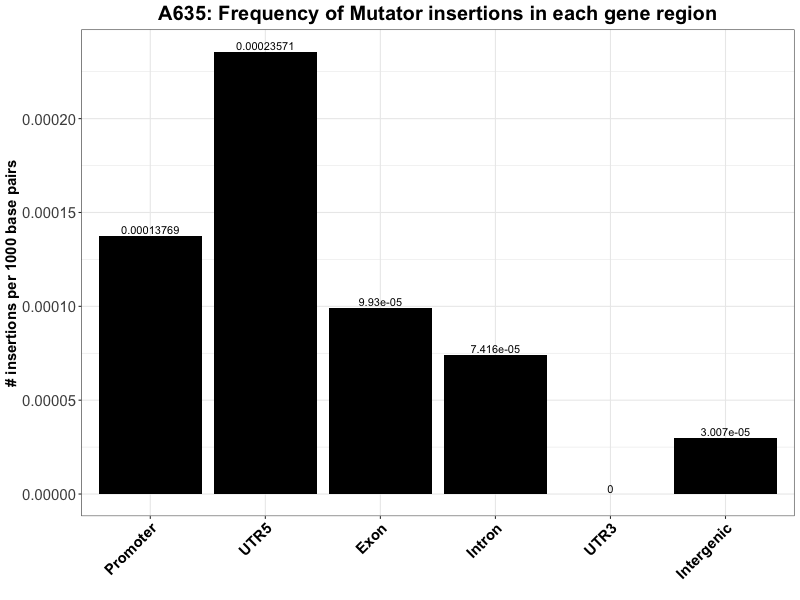 A635: Frequency of Mutator insertions in each gene region
# insertions per 1000 base pairs
0.00020
0.00015
0.00010
0.00005
0.00000
0.00013769
0.00023571
9.93e-05
7.416e-05
0
3.007e-05
Promoter
UTR5
Exon
Intron
UTR3
Intergenic